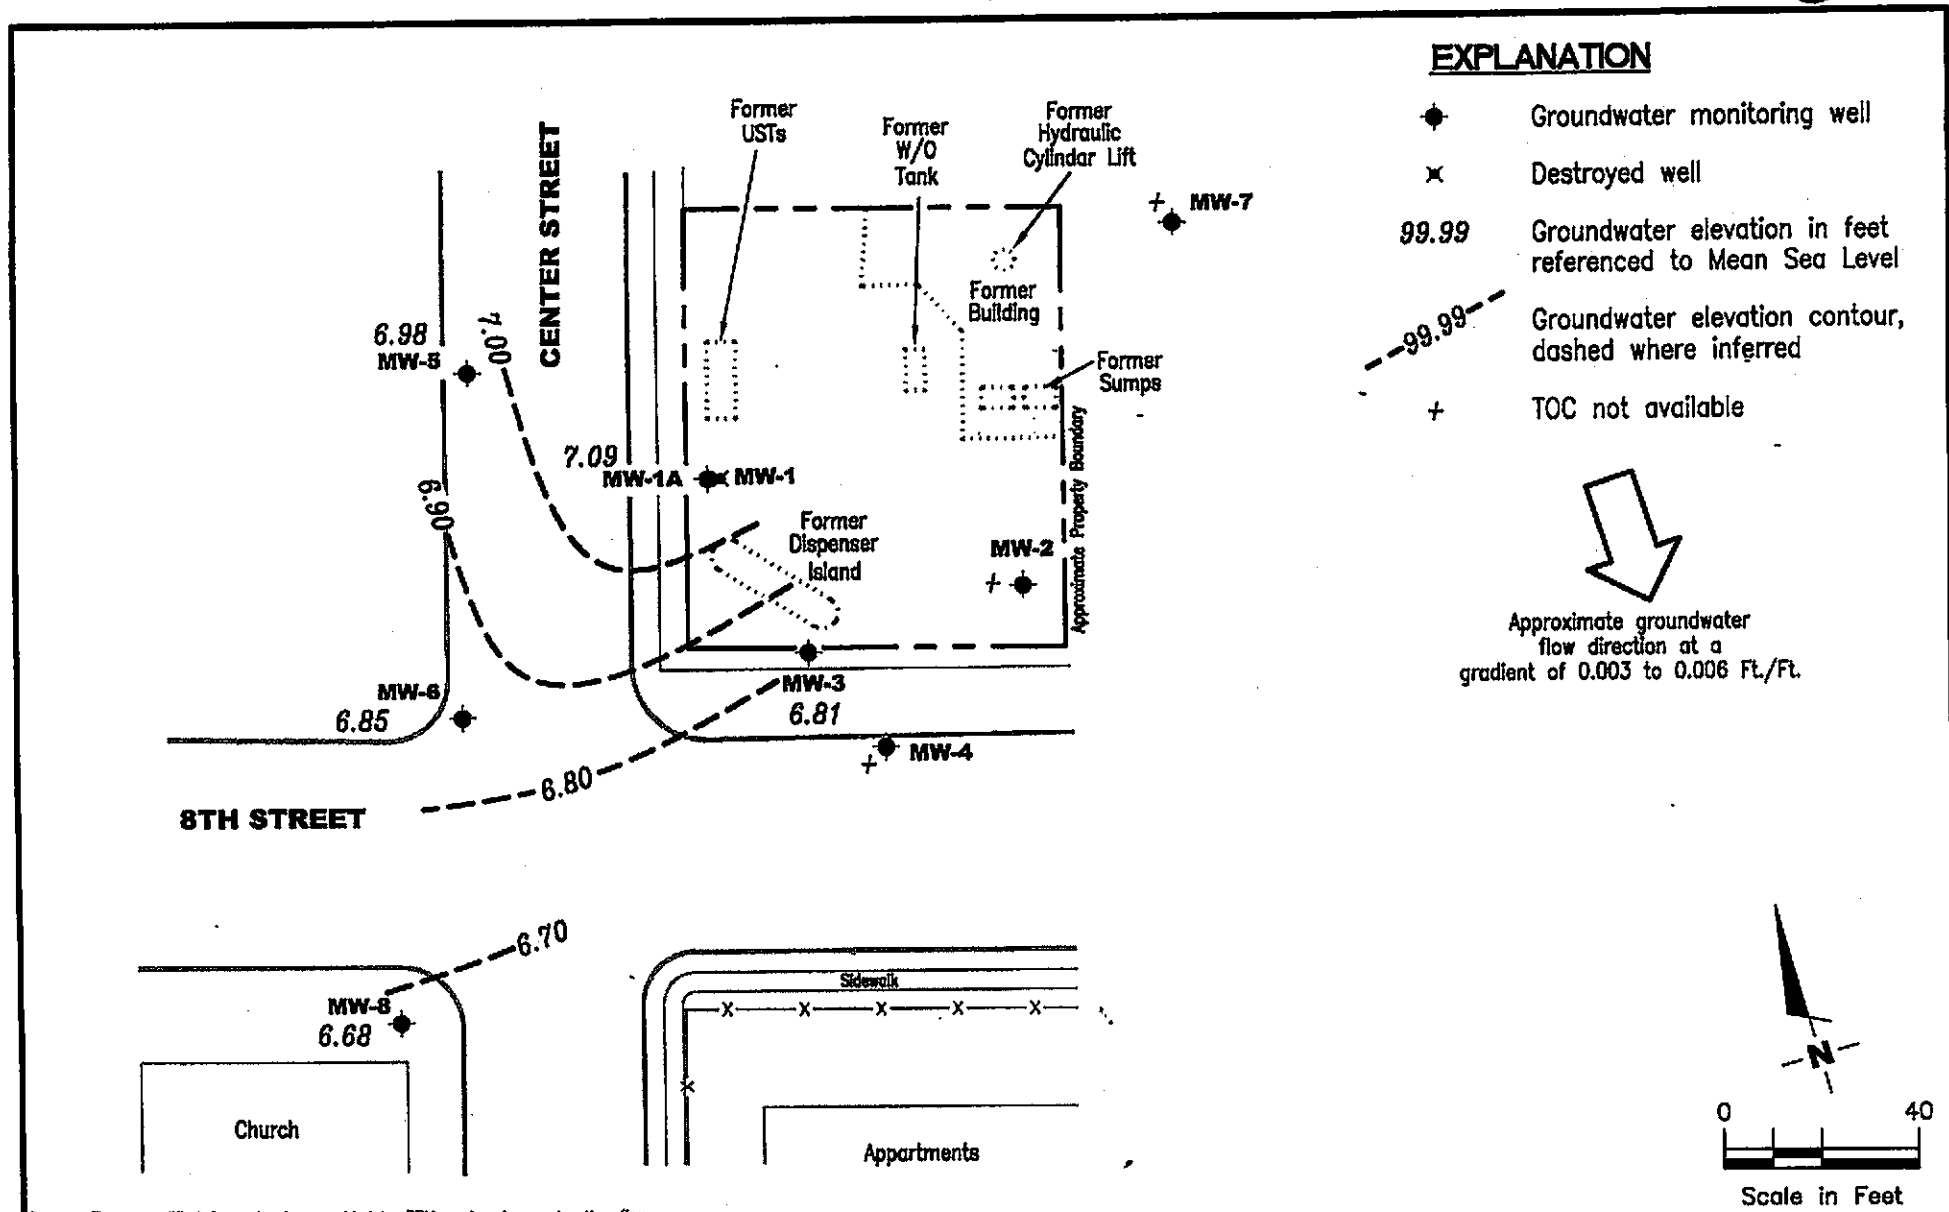 EXPLANATION
Groundwater monitoring well
Destroyed well
99.99
Groundwater elevation in feet
referenced to Mean Sea Level
99.99
Groundwater elevation contour,
dashed where inferred
+
TOC not available
Approximate groundwater
flow direction at a
gradient of 0.003 to 0.006 Ft./Ft.
CENTER STREET
Former
USTs
Former
W/O
Tank
Former
Hydraulic
Cylindar Lift
+ MW-7
Former
Building
Former
Sumps
6.98
MW-5
7.00
7.09
MW-1A
MW-1
6.90
Former
Dispenser
Island
MW-2
+
Approximate Property Boundary
MW-6
6.85
MW-3
6.81
MW-4
+
6.80
8TH STREET
6.70
MW-8
6.68
Sidewalk
Church
Appartments
N
0 40
Scale in Feet